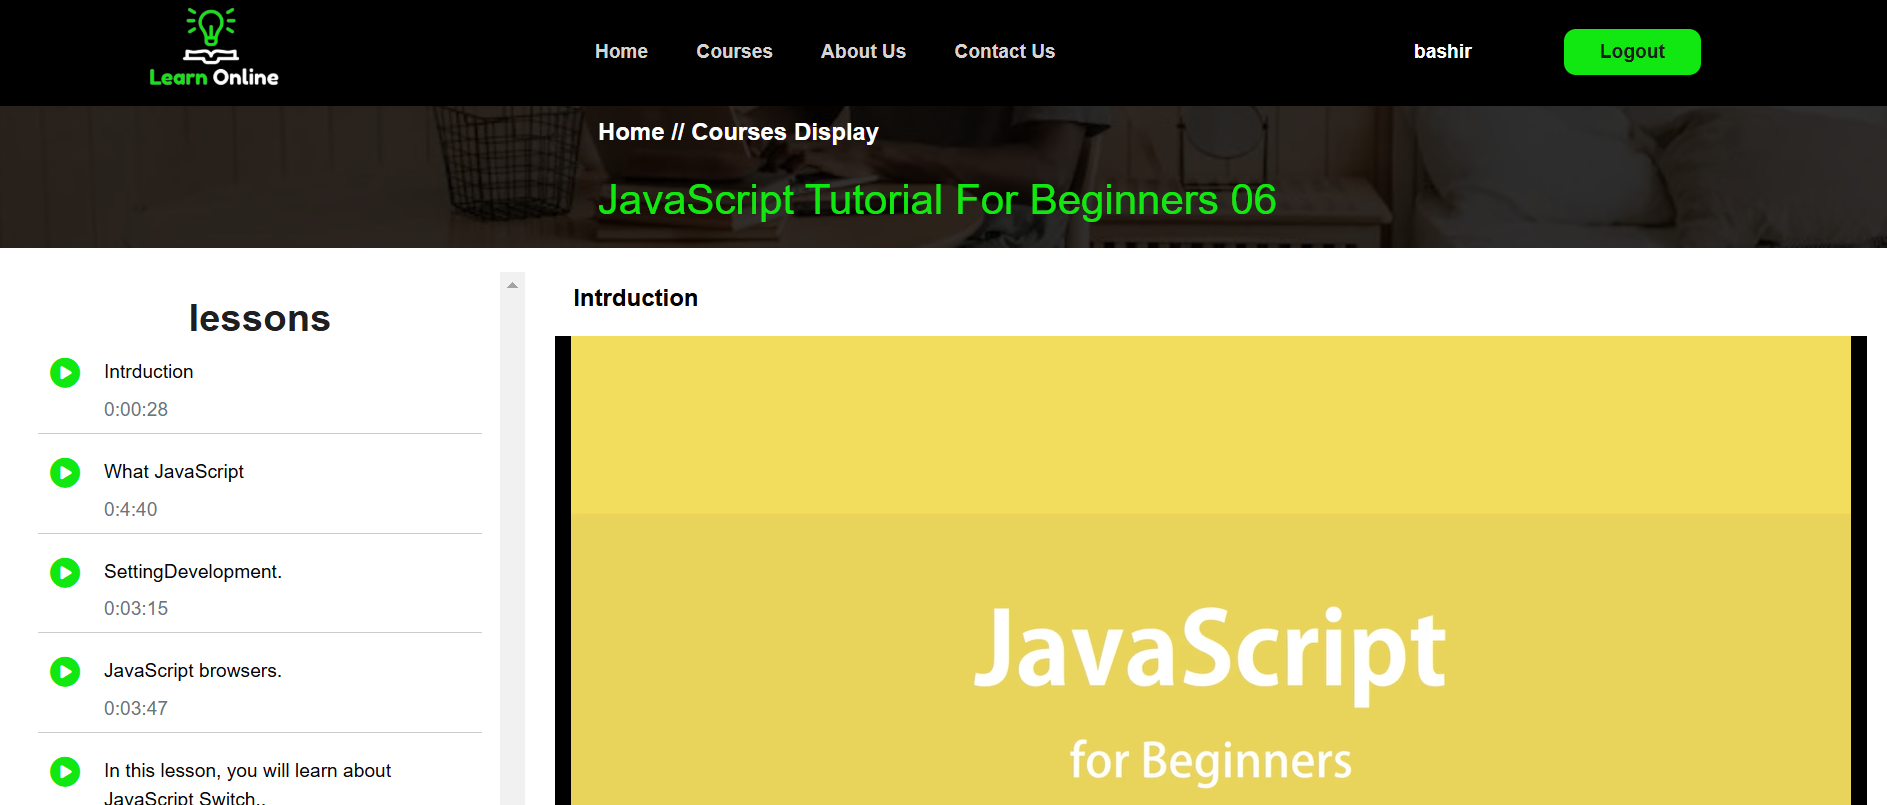 Learn Online
Home Courses About Us Contact Us bashir Logout
Home // Courses Display
JavaScript Tutorial For Beginners 06
lessons
Intrduction
0:00:28
What JavaScript
0:4:40
SettingDevelopment.
0:03:15
JavaScript browsers.
0:03:47
In this lesson, you will learn about
JavaScript Switch..
Intrduction
JavaScript
for Beginners